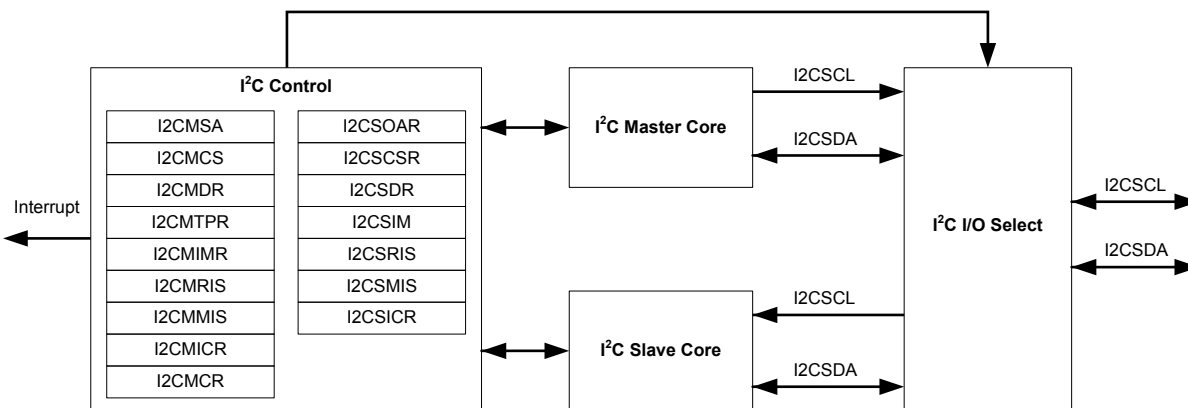 I²C Control
I2CMSA
I2CMCS
I2CMDR
I2CMTPR
I2CMIMR
I2CMRIS
I2CMMIS
I2CMICR
I2CMCR
I2CSOAR
I2CSCSR
I2CSDR
I2CSIM
I2CSRIS
I2CSMIS
I2CSICR
Interrupt
I²C Master Core
I2CSCL
I2CSDA
I²C Slave Core
I2CSCL
I2CSDA
I²C I/O Select
I2CSCL
I2CSDA